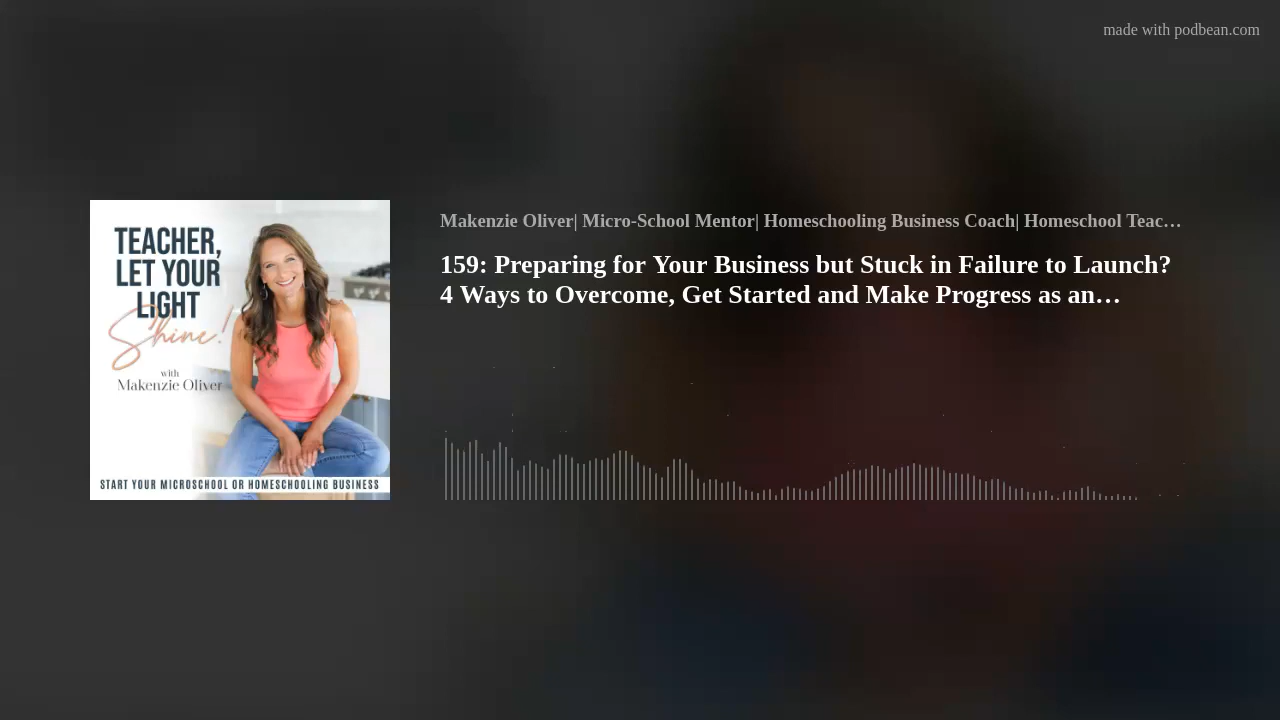 made with podbean.com
TEACHER,
LET YOUR
LIGHT
Shine!
with
Makenzie Oliver
START YOUR MICROSCHOOL OR HOMESCHOOLING BUSINESS
Makenzie Oliver| Micro-School Mentor| Homeschooling Business Coach| Homeschool Teac…
159: Preparing for Your Business but Stuck in Failure to Launch?
4 Ways to Overcome, Get Started and Make Progress as an…